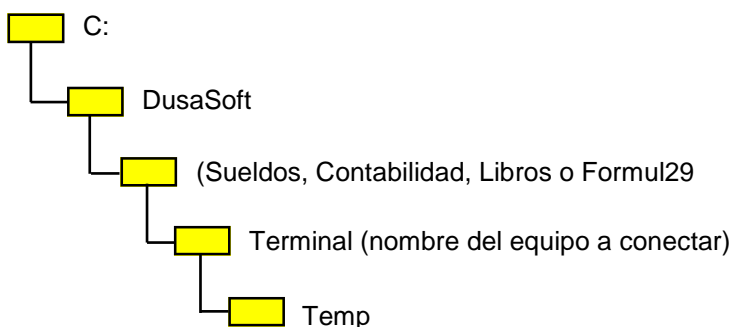 C:
DusaSoft
(Sueldos, Contabilidad, Libros o Formul29
Terminal (nombre del equipo a conectar)
Temp